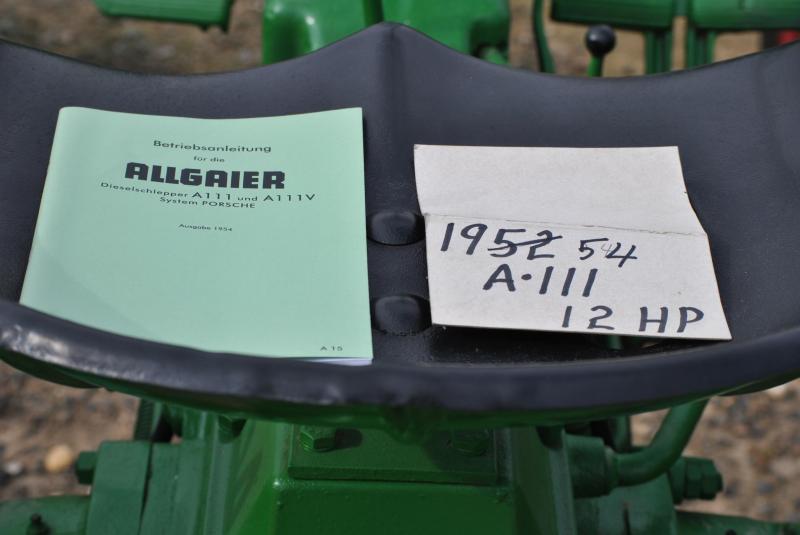 Betriebsanleitung
für die
ALLGAIER
Dieselschlepper A111 und A111V
System PORSCHE
Ausgabe 1954
A 15
1952 54
A·111
12 HP